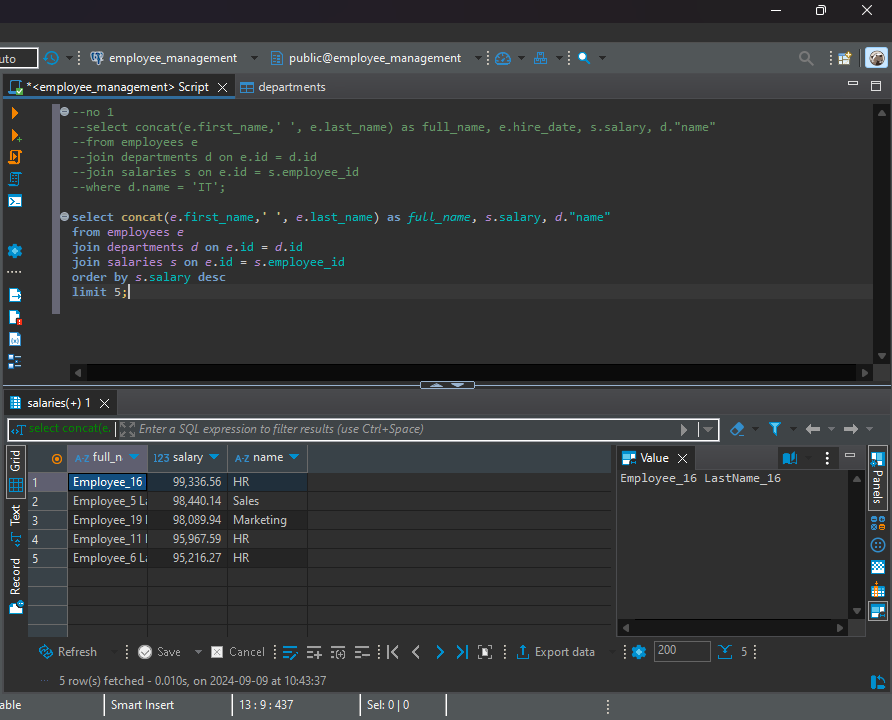 uto
employee_management
public@employee_management
*<employee_management> Script
departments
--no 1
--select concat(e.first_name,' ', e.last_name) as full_name, e.hire_date, s.salary, d."name"
--from employees e
--join departments d on e.id = d.id
--join salaries s on e.id = s.employee_id
--where d.name = 'IT';
select concat(e.first_name,' ', e.last_name) as full_name, s.salary, d."name"
from employees e
join departments d on e.id = d.id
join salaries s on e.id = s.employee_id
order by s.salary desc
limit 5;
salaries(+) 1
select concat(e.
Enter a SQL expression to filter results (use Ctrl+Space)
Grid
Text
Record
A-Z full_n
123 salary
A-Z name
1 Employee_16 99,336.56 HR
2 Employee_5 La 98,440.14 Sales
3 Employee_19 98,089.94 Marketing
4 Employee_11 95,967.59 HR
5 Employee_6 La 95,216.27 HR
Value
Employee_16 LastName_16
Panels
Refresh
Save
Cancel
Export data
200
5
5 row(s) fetched - 0.010s, on 2024-09-09 at 10:43:37
able
Smart Insert
13 : 9 : 437
Sel: 0 | 0